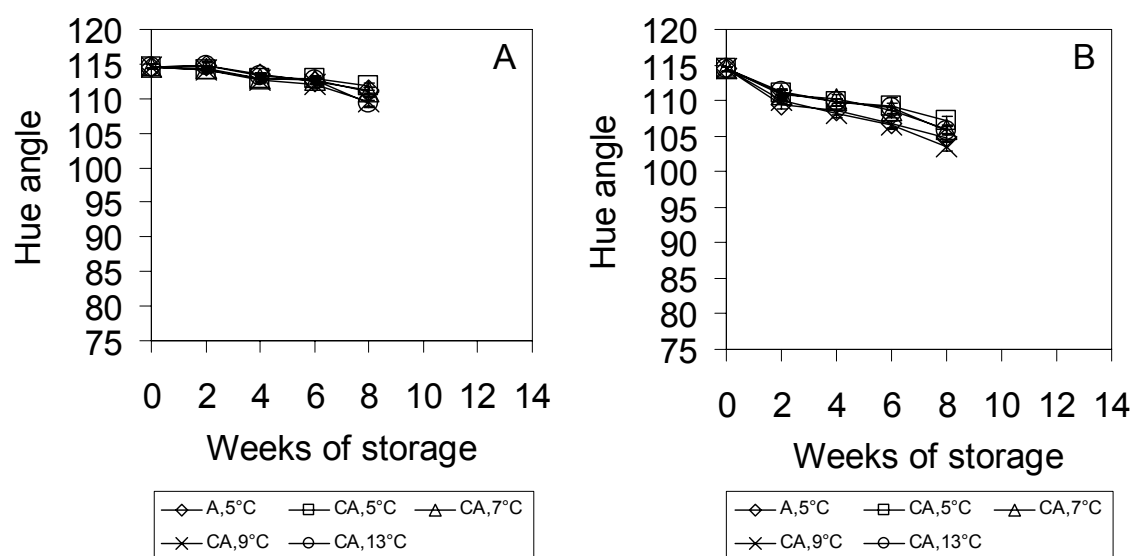 A
Hue angle
120
115
110
105
100
95
90
85
80
75
0 2 4 6 8 10 12 14
Weeks of storage
A,5°C CA,5°C CA,7°C
CA,9°C CA,13°C
B
Hue angle
120
115
110
105
100
95
90
85
80
75
0 2 4 6 8 10 12 14
Weeks of storage
A,5°C CA,5°C CA,7°C
CA,9°C CA,13°C